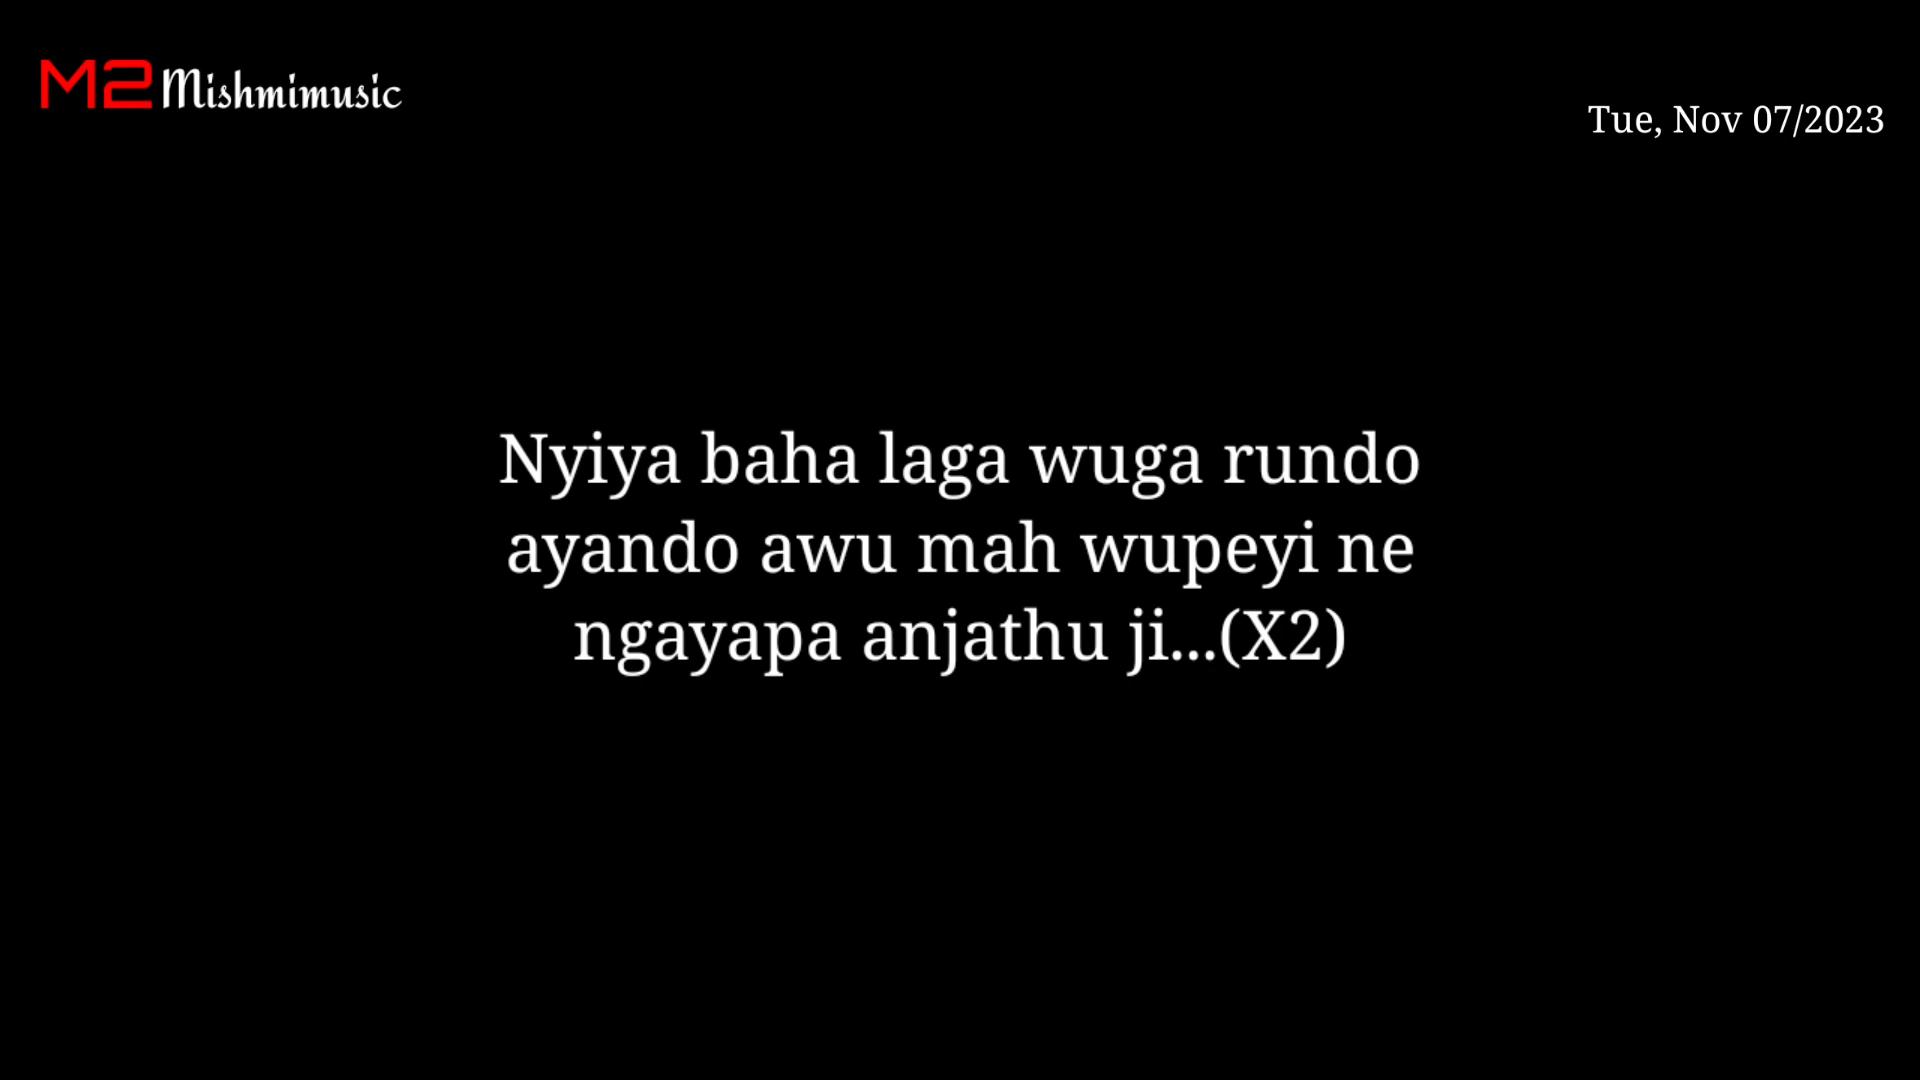 M2 Mishmimusic
Tue, Nov 07/2023
Nyiya baha laga wuga rundo
ayando awu mah wupeyi ne
ngayapa anjathu ji...(X2)